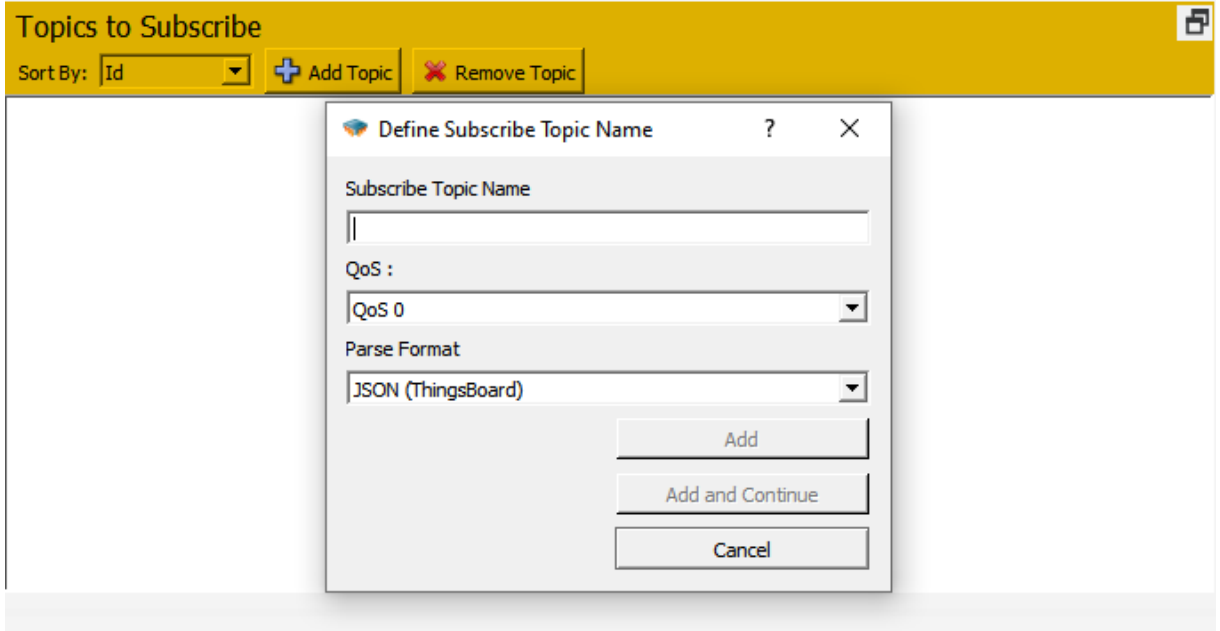 Topics to Subscribe
Sort By: Id Add Topic Remove Topic
Define Subscribe Topic Name ?
Subscribe Topic Name
QoS :
QoS 0
Parse Format
JSON (ThingsBoard)
Add
Add and Continue
Cancel